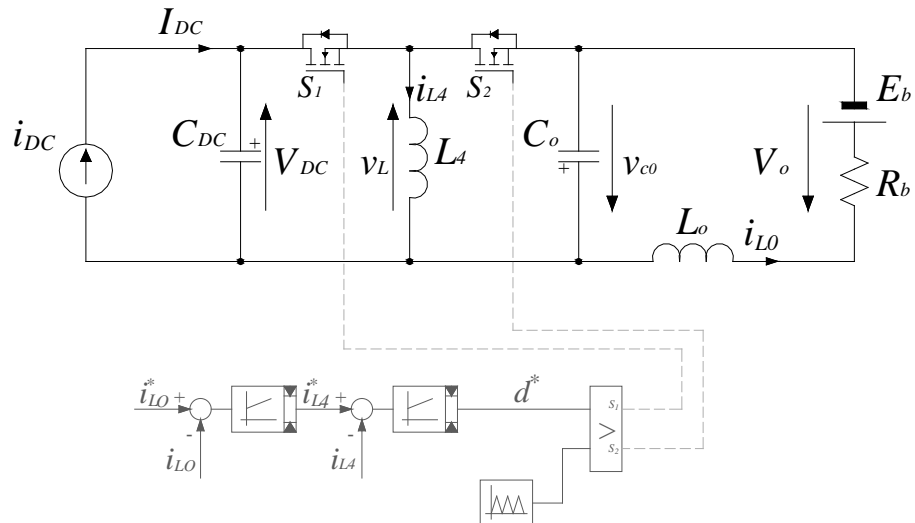 I_DC
S_1
i_L4
S_2
E_b
i_DC
C_DC
+
V_DC
v_L
L_4
C_o
+
v_c0
V_o
R_b
L_o
i_L0
i*_LO + i*_L4 + d*
S_1
>
S_2
- -
i_LO i_L4